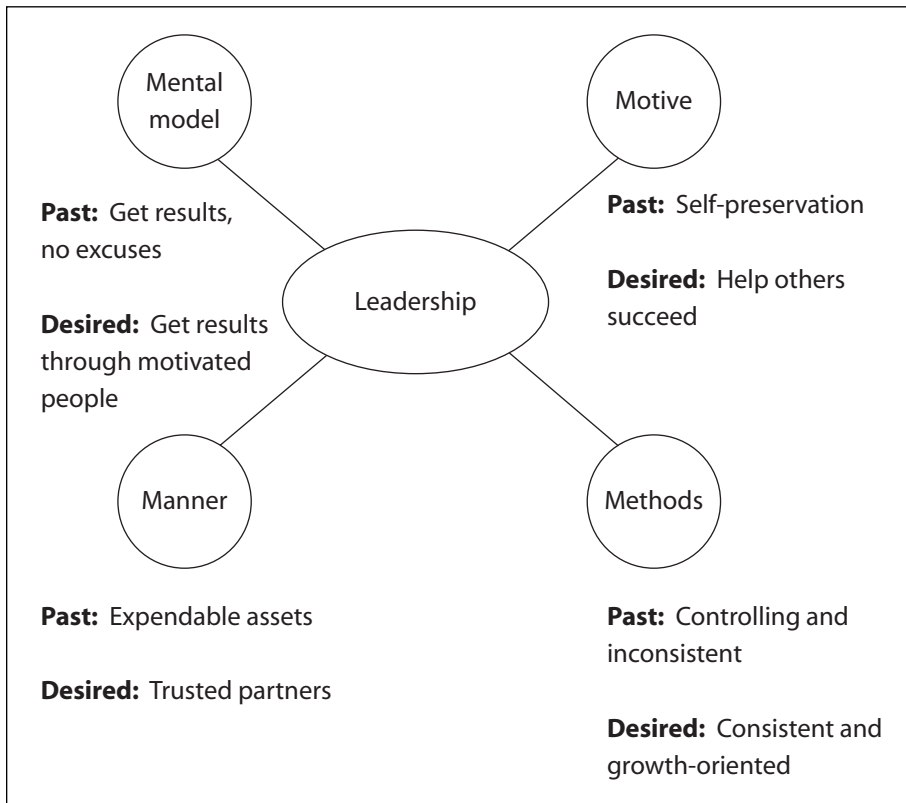 Mental
model
Motive
Past: Get results,
no excuses
Desired: Get results
through motivated
people
Past: Self-preservation
Desired: Help others
succeed
Leadership
Manner
Methods
Past: Expendable assets
Desired: Trusted partners
Past: Controlling and
inconsistent
Desired: Consistent and
growth-oriented